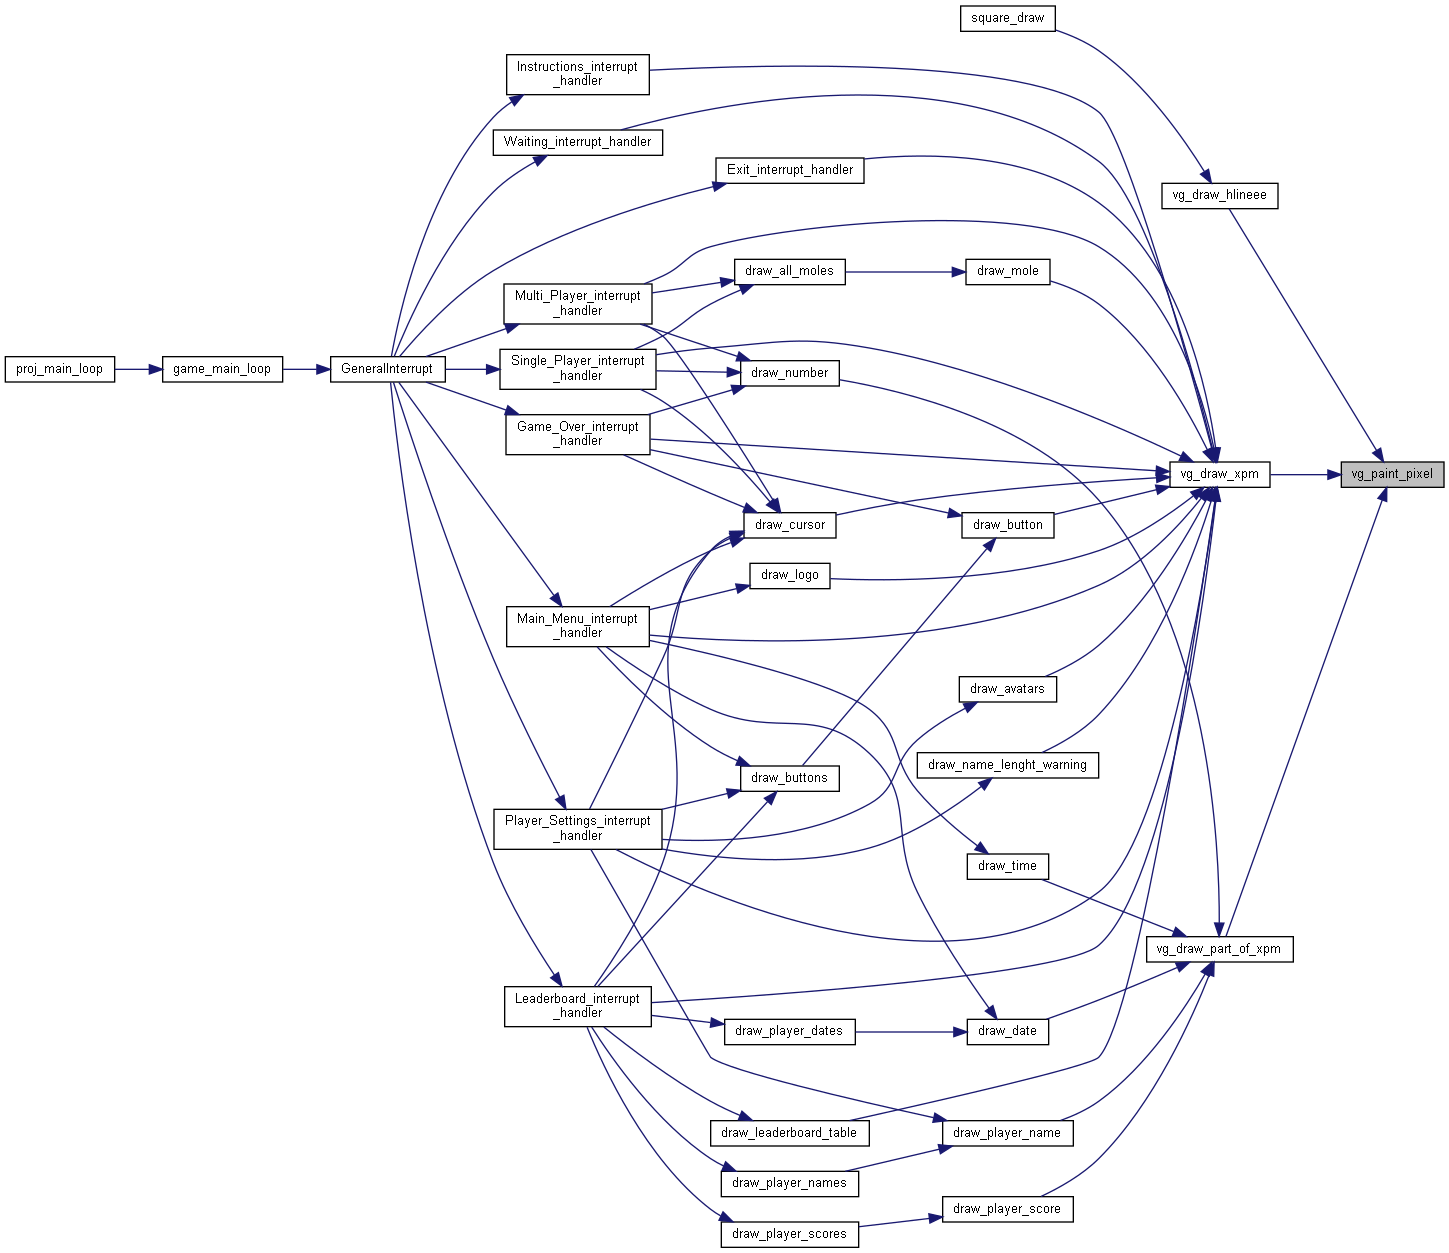 square_draw
Instructions_interrupt
_handler
Waiting_interrupt_handler
Exit_interrupt_handler
vg_draw_hlineee
draw_all_moles
draw_mole
Multi_Player_interrupt
_handler
proj_main_loop
game_main_loop
GeneralInterrupt
Single_Player_interrupt
_handler
draw_number
Game_Over_interrupt
_handler
vg_draw_xpm
vg_paint_pixel
draw_cursor
draw_button
draw_logo
Main_Menu_interrupt
_handler
draw_avatars
draw_name_lenght_warning
draw_buttons
Player_Settings_interrupt
_handler
draw_time
vg_draw_part_of_xpm
Leaderboard_interrupt
_handler
draw_player_dates
draw_date
draw_leaderboard_table
draw_player_name
draw_player_names
draw_player_score
draw_player_scores